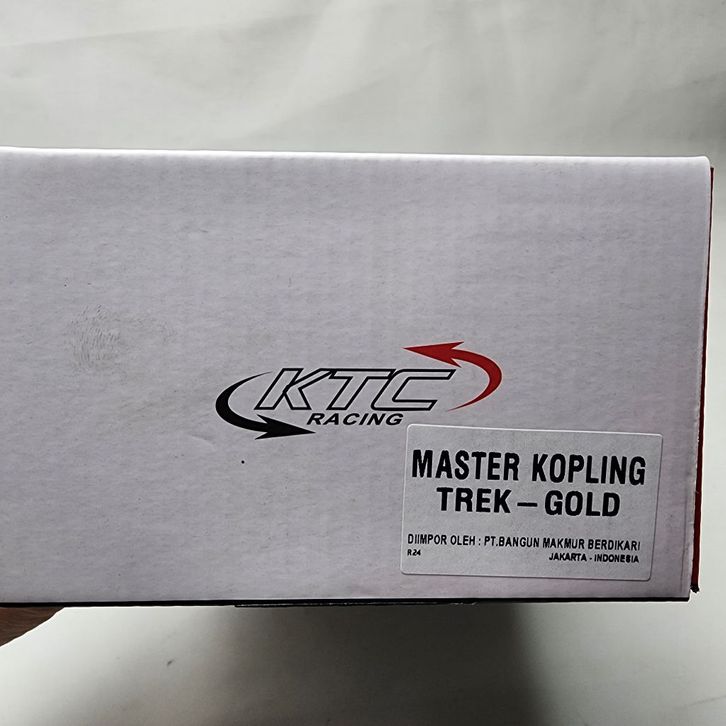 KTC
RACING
MASTER KOPLING
TREK – GOLD
DIIMPOR OLEH : PT.BANGUN MAKMUR BERDIKARI
R24 JAKARTA - INDONESIA